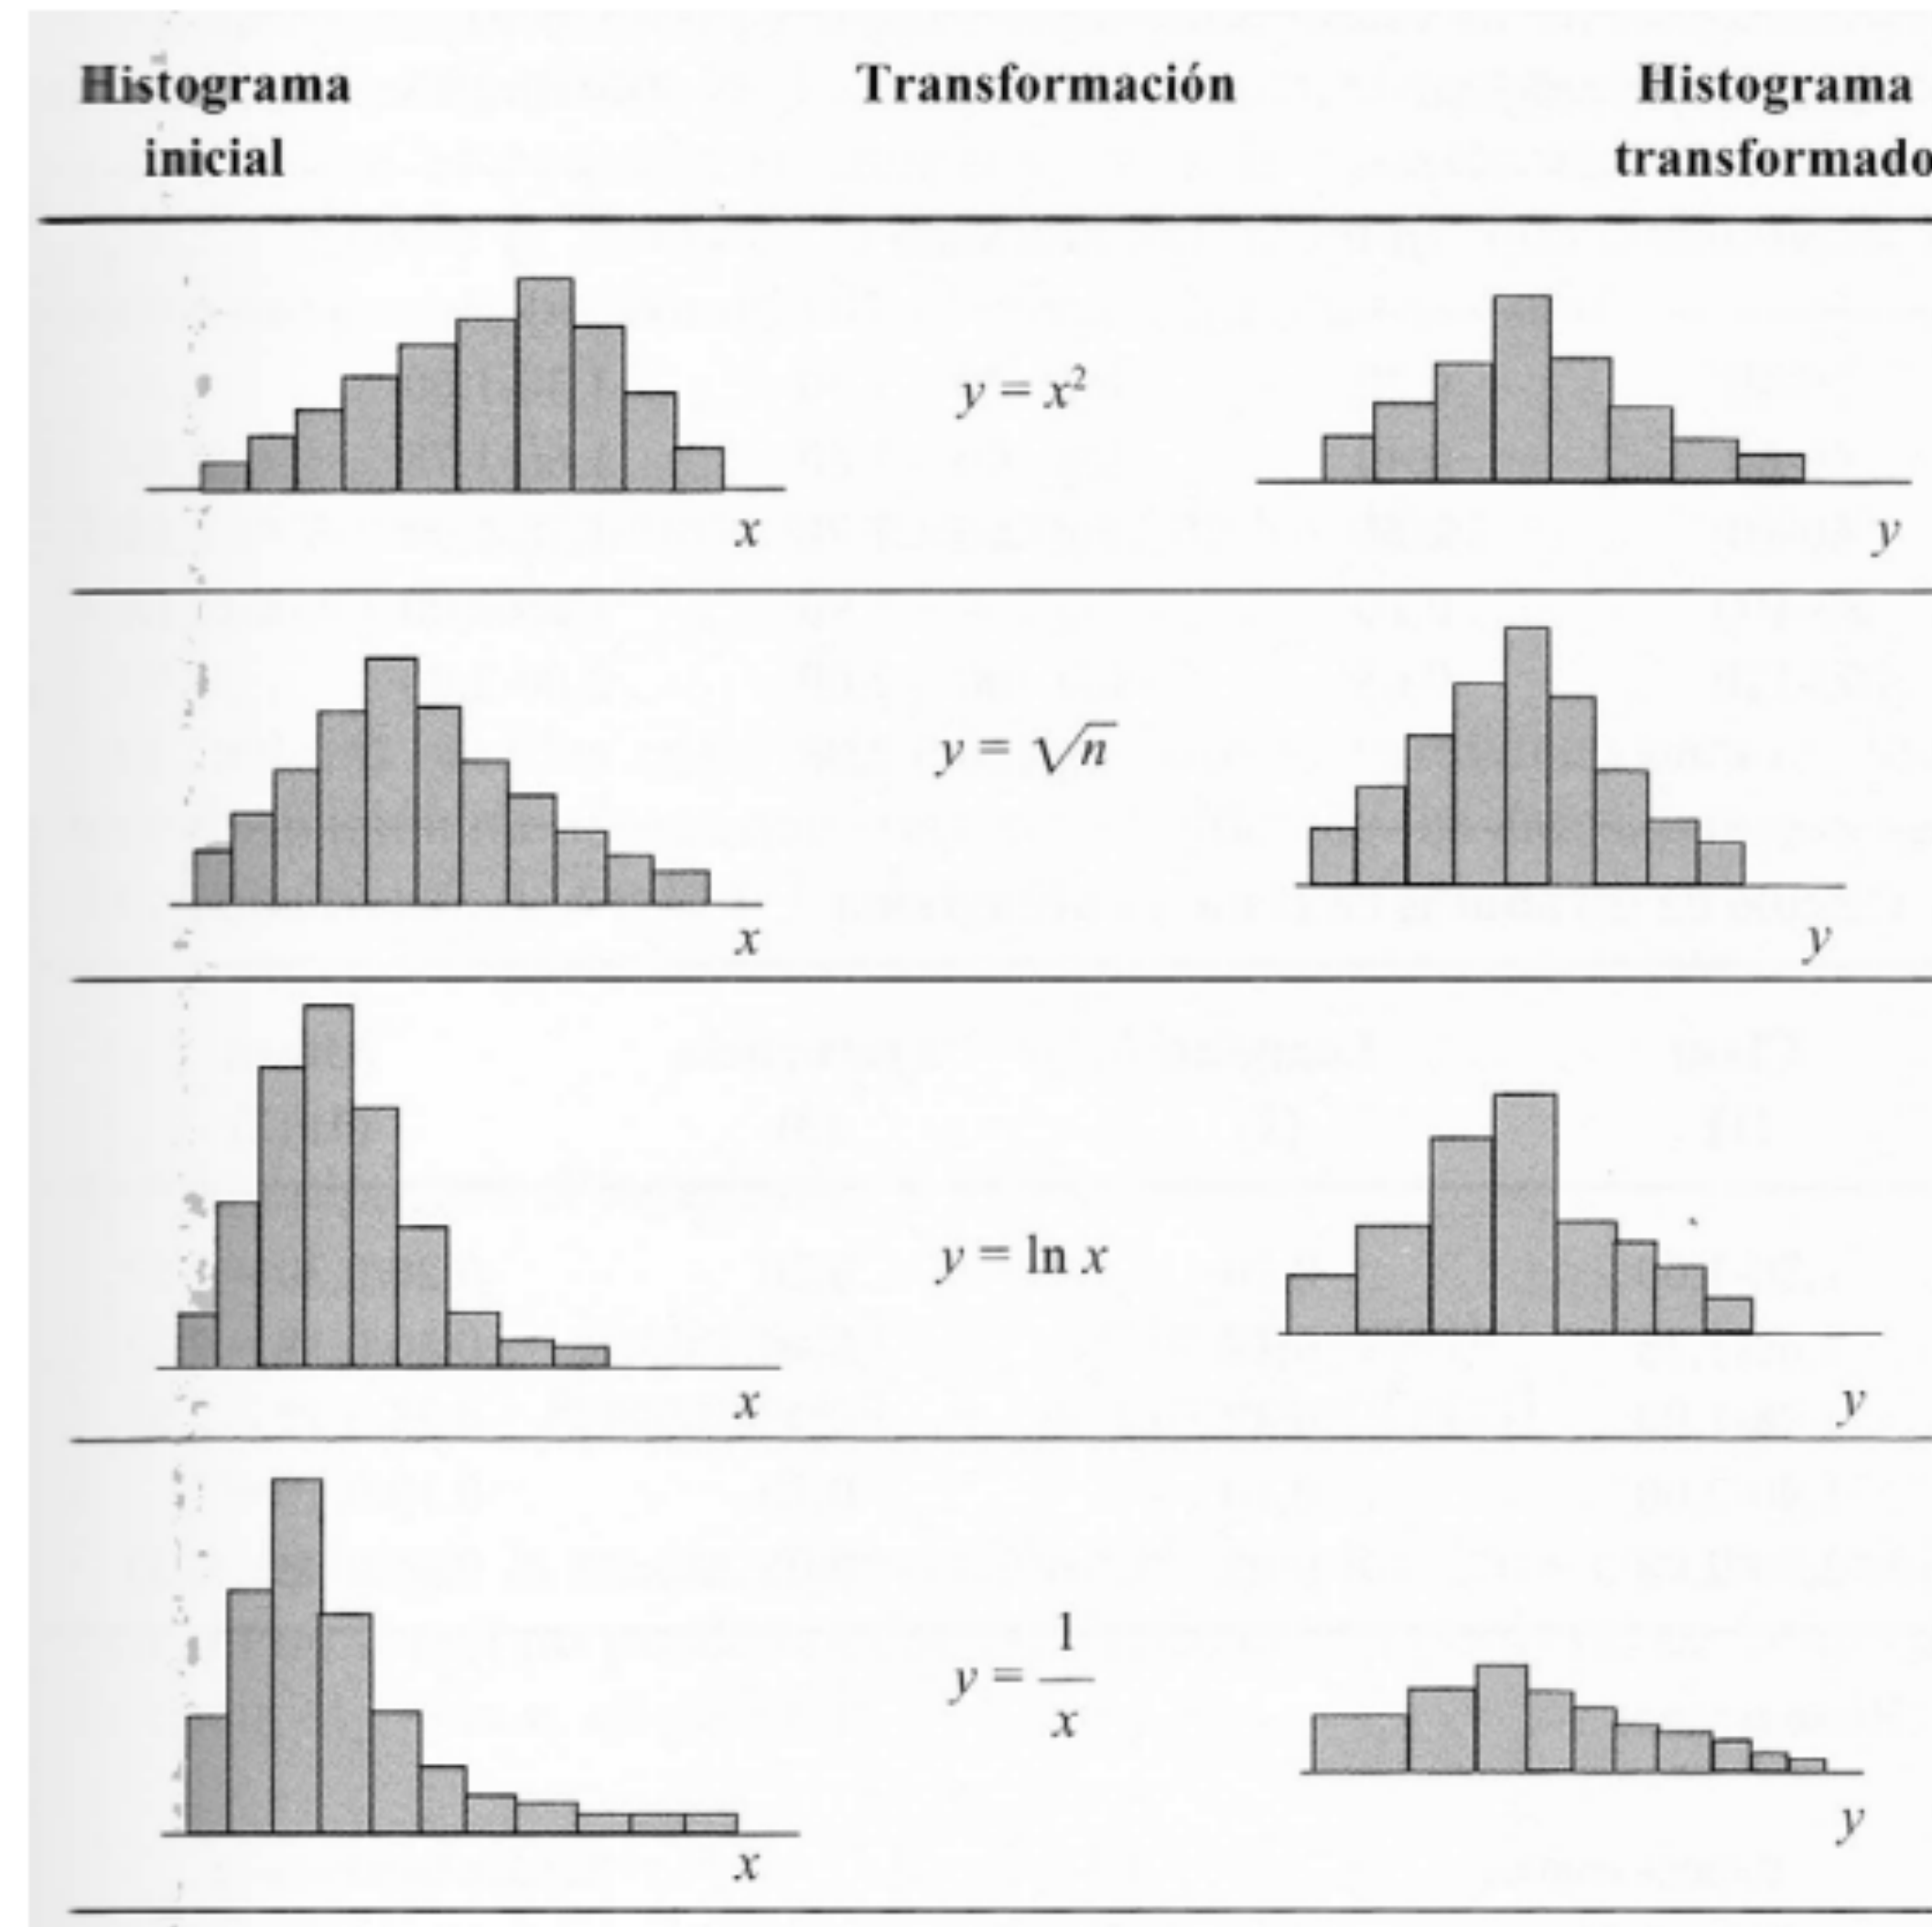 Histograma
inicial
Transformación
Histograma
transformado
y = x²
x
y
y = √n
x
y
y = ln x
x
y
y = 1/x
x
y